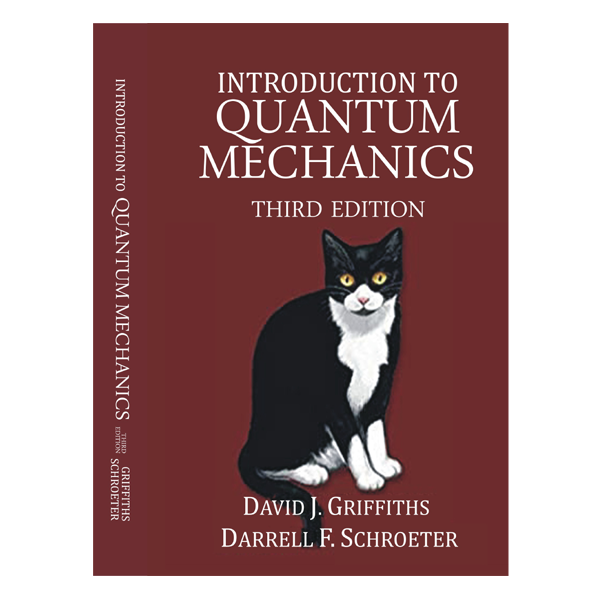 INTRODUCTION TO
QUANTUM
MECHANICS
THIRD EDITION
DAVID J. GRIFFITHS
DARRELL F. SCHROETER
INTRODUCTION TO QUANTUM MECHANICS
THIRD
EDITION
GRIFFITHS
SCHROETER